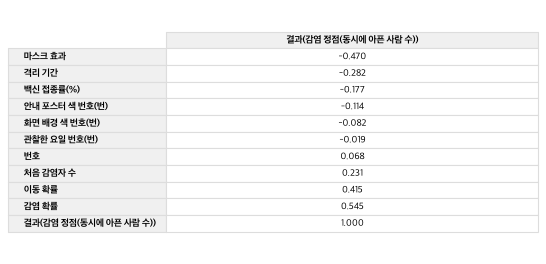 결과(감염 정점(동시에 아픈 사람 수))
마스크 효과 -0.470
격리 기간 -0.282
백신 접종률(%) -0.177
안내 포스터 색 번호(번) -0.114
화면 배경 색 번호(번) -0.082
관찰한 요일 번호(번) -0.019
번호 0.068
처음 감염자 수 0.231
이동 확률 0.415
감염 확률 0.545
결과(감염 정점(동시에 아픈 사람 수)) 1.000